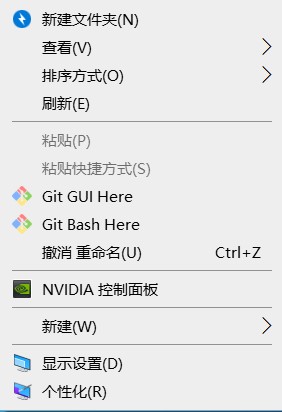 新建文件夹(N)
查看(V)
排序方式(O)
刷新(E)
粘贴(P)
粘贴快捷方式(S)
Git GUI Here
Git Bash Here
撤消 重命名(U) Ctrl+Z
NVIDIA 控制面板
新建(W)
显示设置(D)
个性化(R)